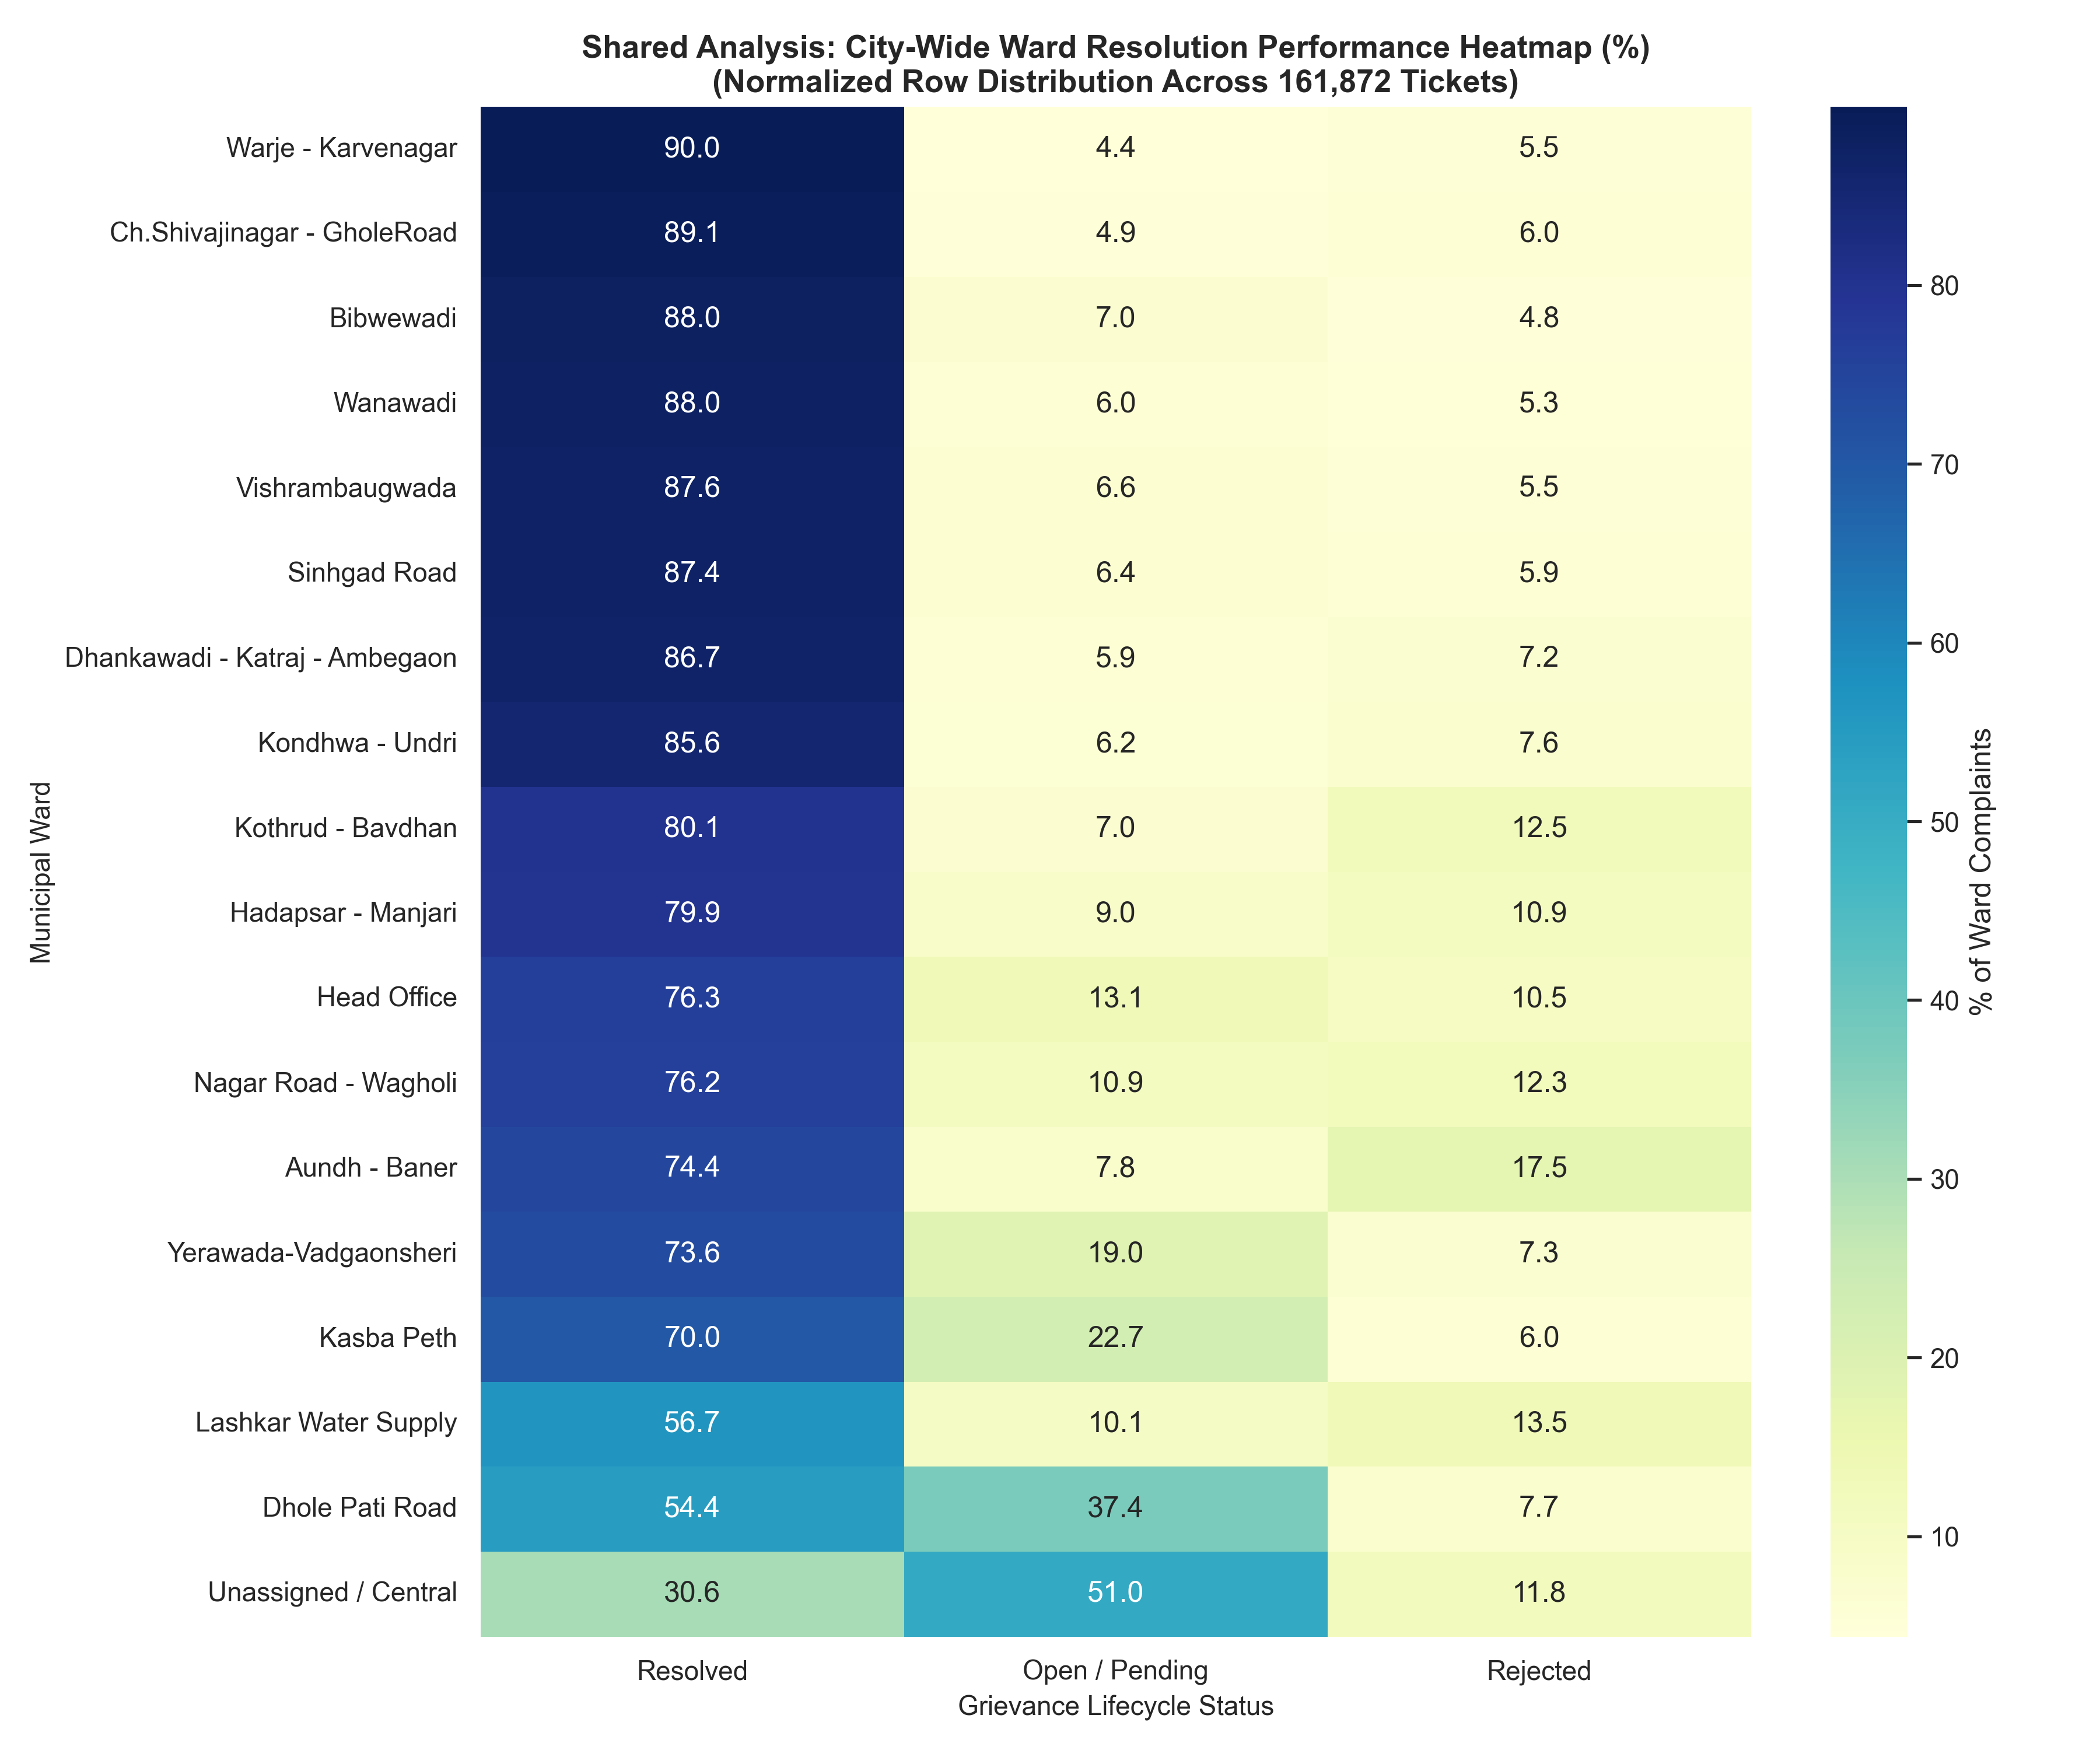 Shared Analysis: City-Wide Ward Resolution Performance Heatmap (%)
(Normalized Row Distribution Across 161,872 Tickets)
Municipal Ward
Warje - Karvenagar 90.0 4.4 5.5
Ch.Shivajinagar - GholeRoad 89.1 4.9 6.0
Bibwewadi 88.0 7.0 4.8
Wanawadi 88.0 6.0 5.3
Vishrambaugwada 87.6 6.6 5.5
Sinhgad Road 87.4 6.4 5.9
Dhankawadi - Katraj - Ambegaon 86.7 5.9 7.2
Kondhwa - Undri 85.6 6.2 7.6
Kothrud - Bavdhan 80.1 7.0 12.5
Hadapsar - Manjari 79.9 9.0 10.9
Head Office 76.3 13.1 10.5
Nagar Road - Wagholi 76.2 10.9 12.3
Aundh - Baner 74.4 7.8 17.5
Yerawada-Vadgaonsheri 73.6 19.0 7.3
Kasba Peth 70.0 22.7 6.0
Lashkar Water Supply 56.7 10.1 13.5
Dhole Pati Road 54.4 37.4 7.7
Unassigned / Central 30.6 51.0 11.8
Resolved Open / Pending Rejected
Grievance Lifecycle Status
80
70
60
50
40
30
20
10
% of Ward Complaints